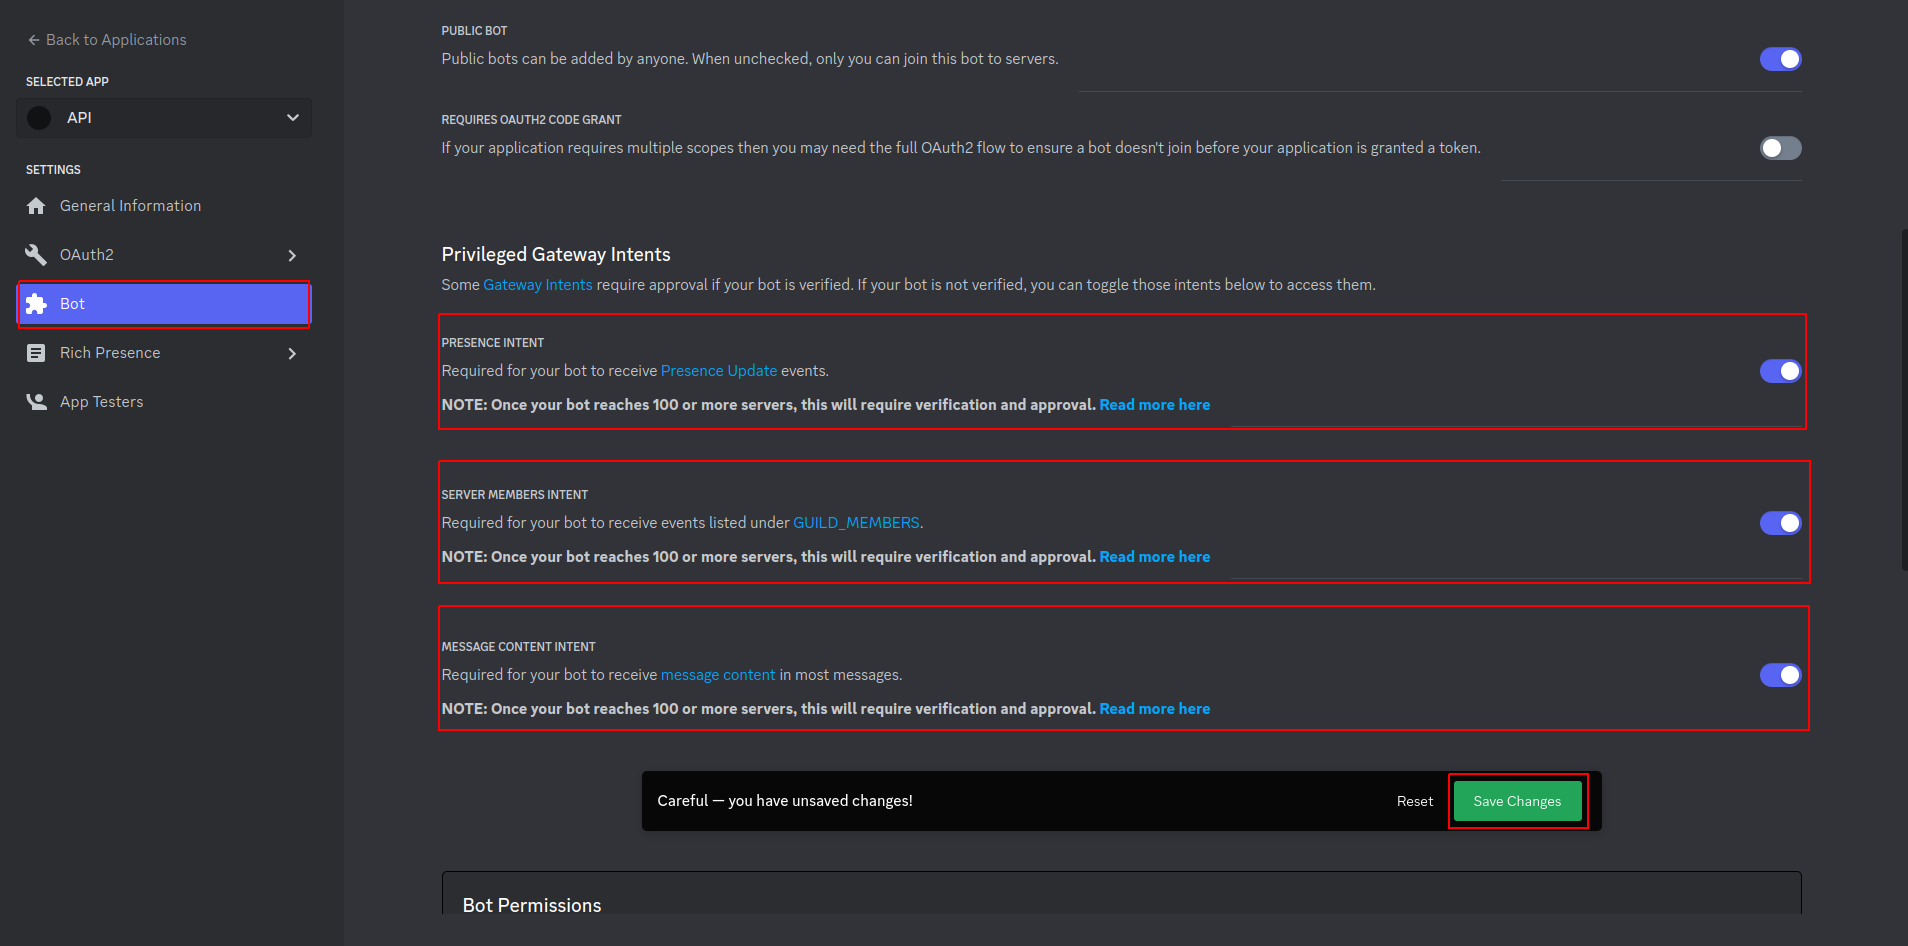 Back to Applications
SELECTED APP
API
SETTINGS
General Information
OAuth2
Bot
Rich Presence
App Testers
PUBLIC BOT
Public bots can be added by anyone. When unchecked, only you can join this bot to servers.
REQUIRES OAUTH2 CODE GRANT
If your application requires multiple scopes then you may need the full OAuth2 flow to ensure a bot doesn't join before your application is granted a token.
Privileged Gateway Intents
Some Gateway Intents require approval if your bot is verified. If your bot is not verified, you can toggle those intents below to access them.
PRESENCE INTENT
Required for your bot to receive Presence Update events.
NOTE: Once your bot reaches 100 or more servers, this will require verification and approval. Read more here
SERVER MEMBERS INTENT
Required for your bot to receive events listed under GUILD_MEMBERS.
NOTE: Once your bot reaches 100 or more servers, this will require verification and approval. Read more here
MESSAGE CONTENT INTENT
Required for your bot to receive message content in most messages.
NOTE: Once your bot reaches 100 or more servers, this will require verification and approval. Read more here
Careful — you have unsaved changes!
Reset
Save Changes
Bot Permissions